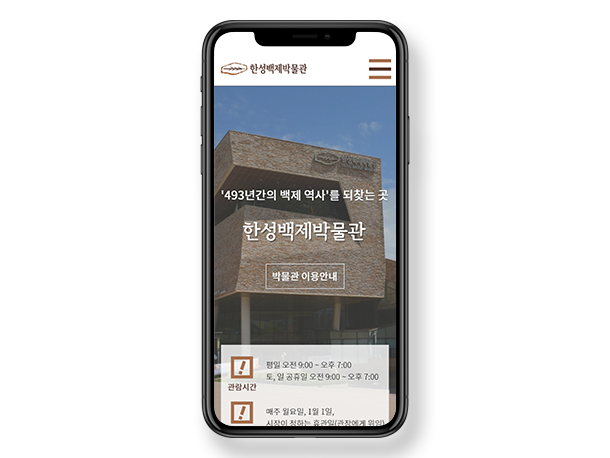 한성백제박물관
'493년간의 백제 역사'를 되찾는 곳
한성백제박물관
박물관 이용안내
관람시간
평일 오전 9:00 ~ 오후 7:00
토, 일 공휴일 오전 9:00 ~ 오후 7:00
매주 월요일, 1월 1일,
시장이 정하는 휴관일(관장에게 위임)